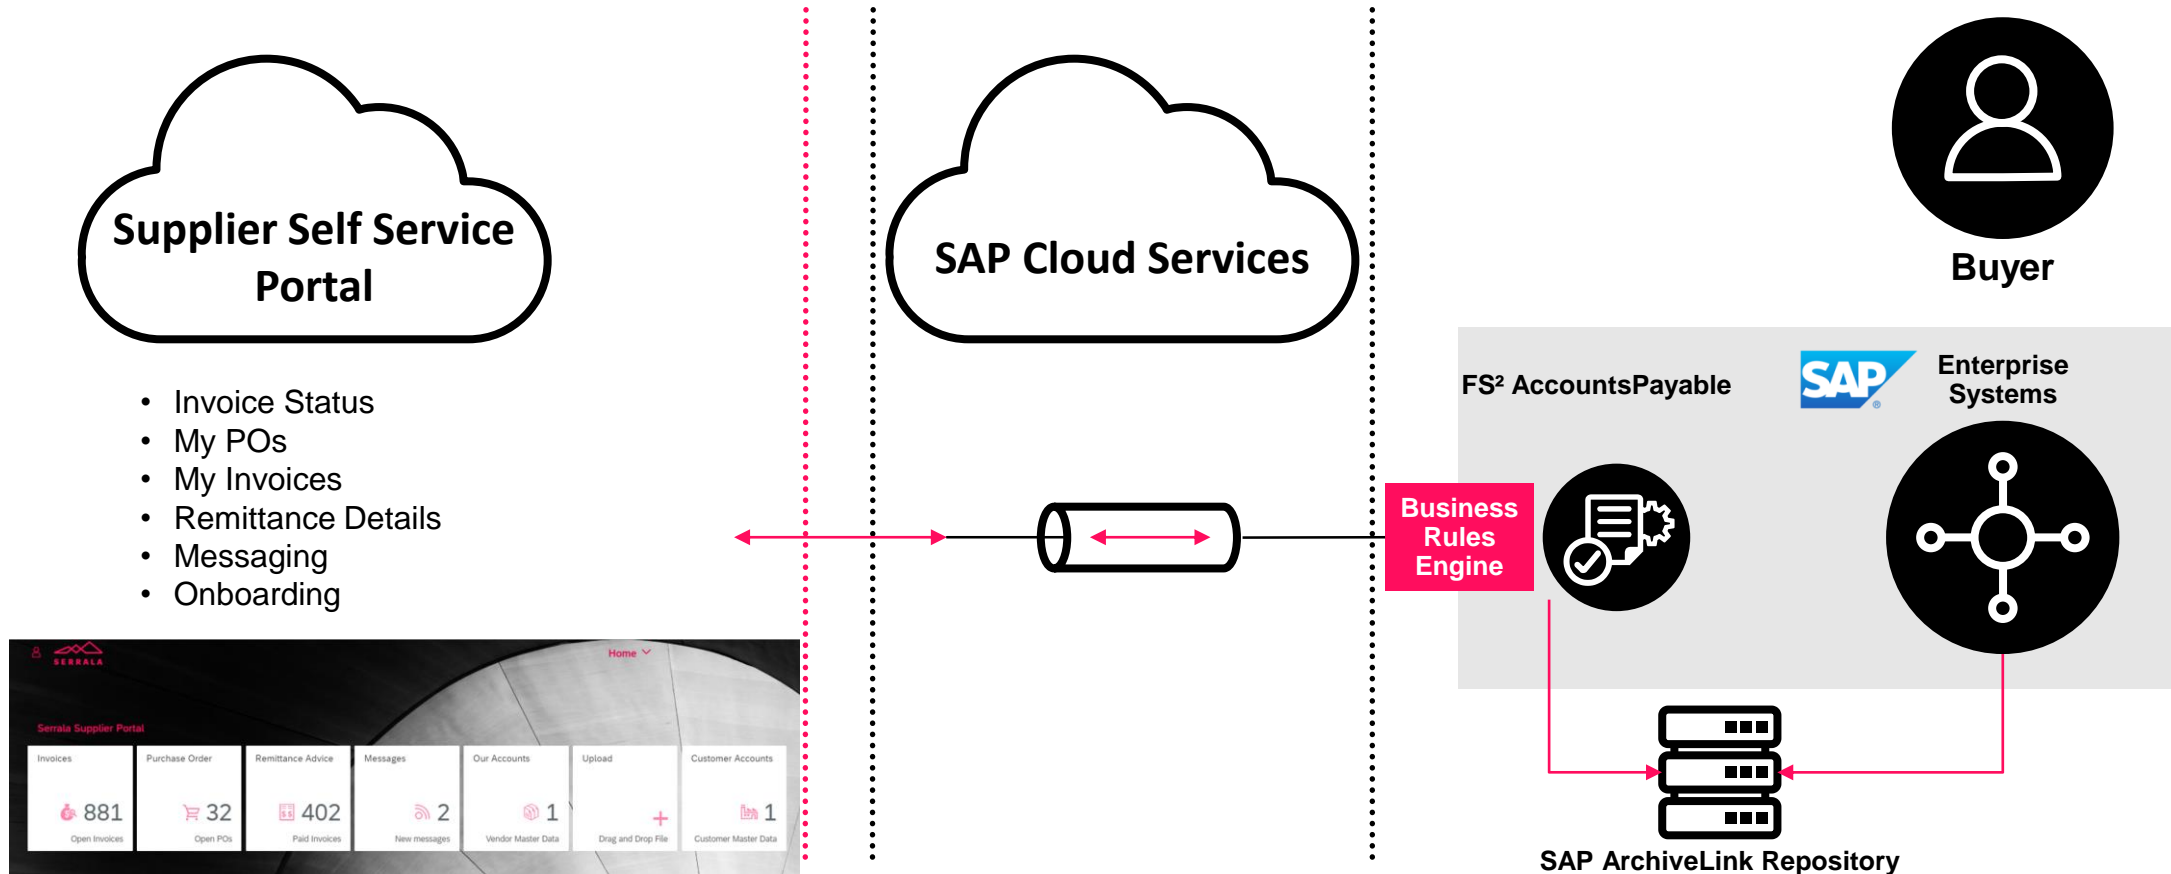 Supplier Self Service
Portal
• Invoice Status
• My POs
• My Invoices
• Remittance Details
• Messaging
• Onboarding
SERRALA
Home
Serrala Supplier Portal
Invoices
881
Open Invoices
Purchase Order
32
Open POs
Remittance Advice
402
Paid Invoices
Messages
2
New messages
Our Accounts
1
Vendor Master Data
Upload
+
Drag and Drop File
Customer Accounts
1
Customer Master Data
SAP Cloud Services
Buyer
FS² AccountsPayable
SAP®
Enterprise
Systems
Business
Rules
Engine
SAP ArchiveLink Repository